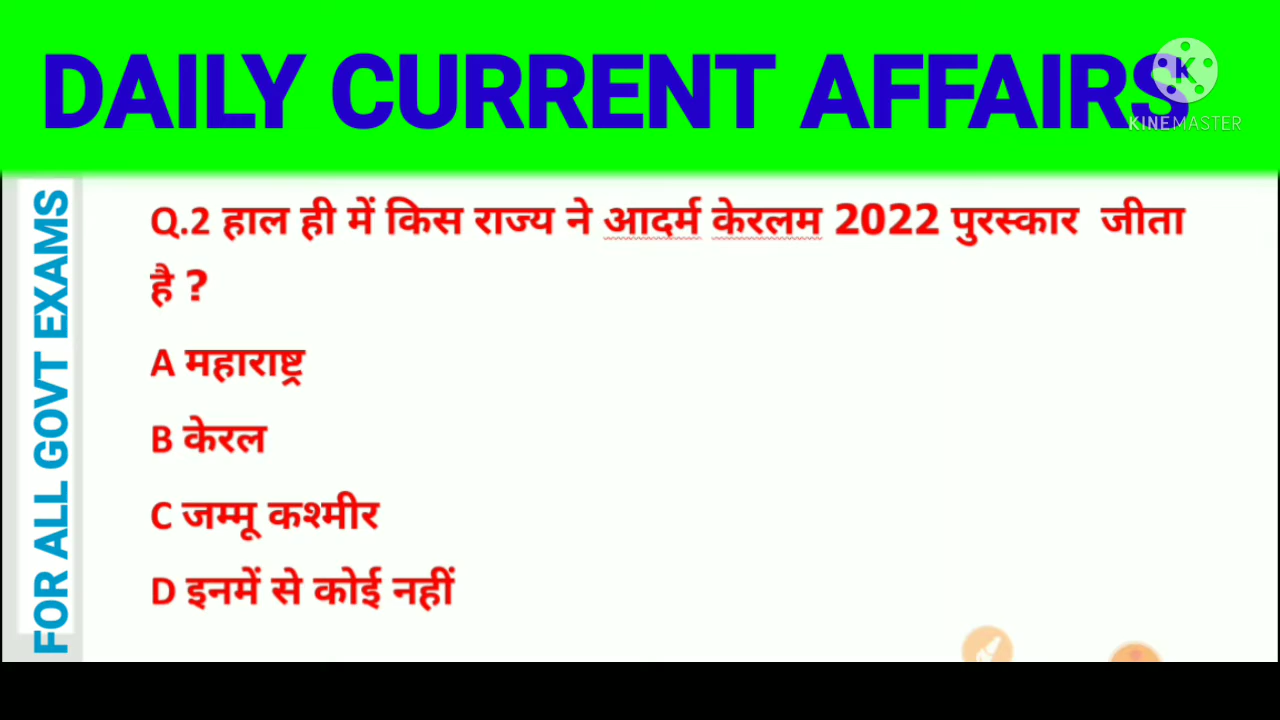 DAILY CURRENT AFFAIRS
K
KINEMASTER
FOR ALL GOVT EXAMS
Q.2 हाल ही में किस राज्य ने आदर्म केरलम 2022 पुरस्कार जीता
है ?
A महाराष्ट्र
B केरल
C जम्मू कश्मीर
D इनमें से कोई नहीं